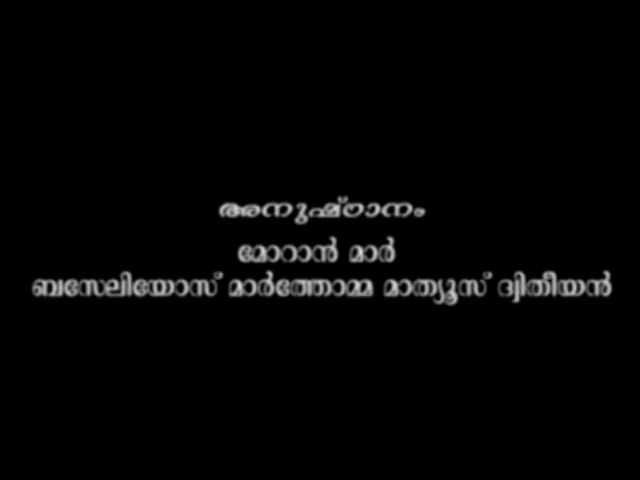 അനുഷ്ഠാനം
മോറാൻ മാർ
ബസേലിയോസ് മാർത്തോമ്മ മാത്യൂസ് ദ്വിതീയൻ